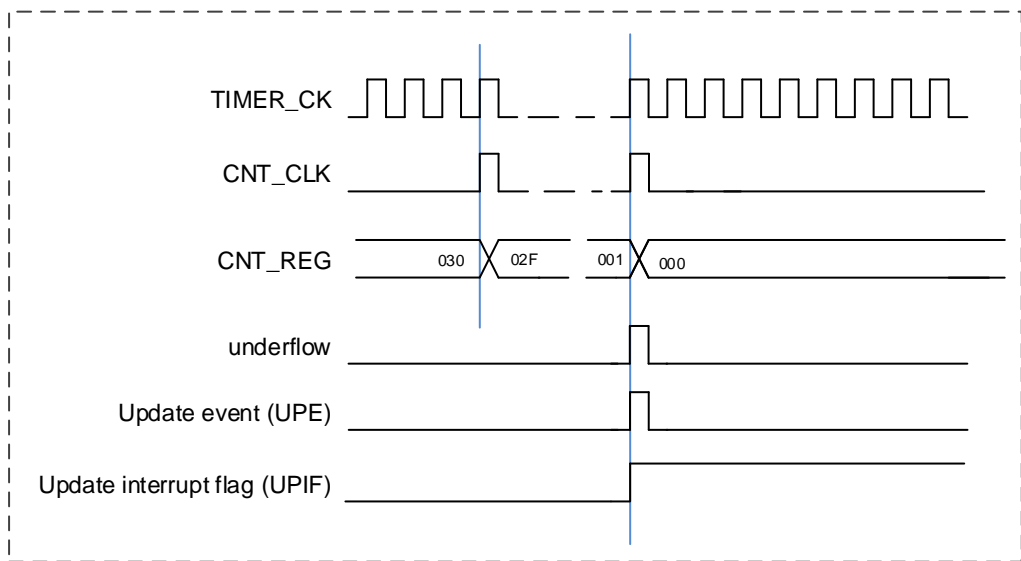 TIMER_CK
CNT_CLK
CNT_REG 030 02F 001 000
underflow
Update event (UPE)
Update interrupt flag (UPIF)